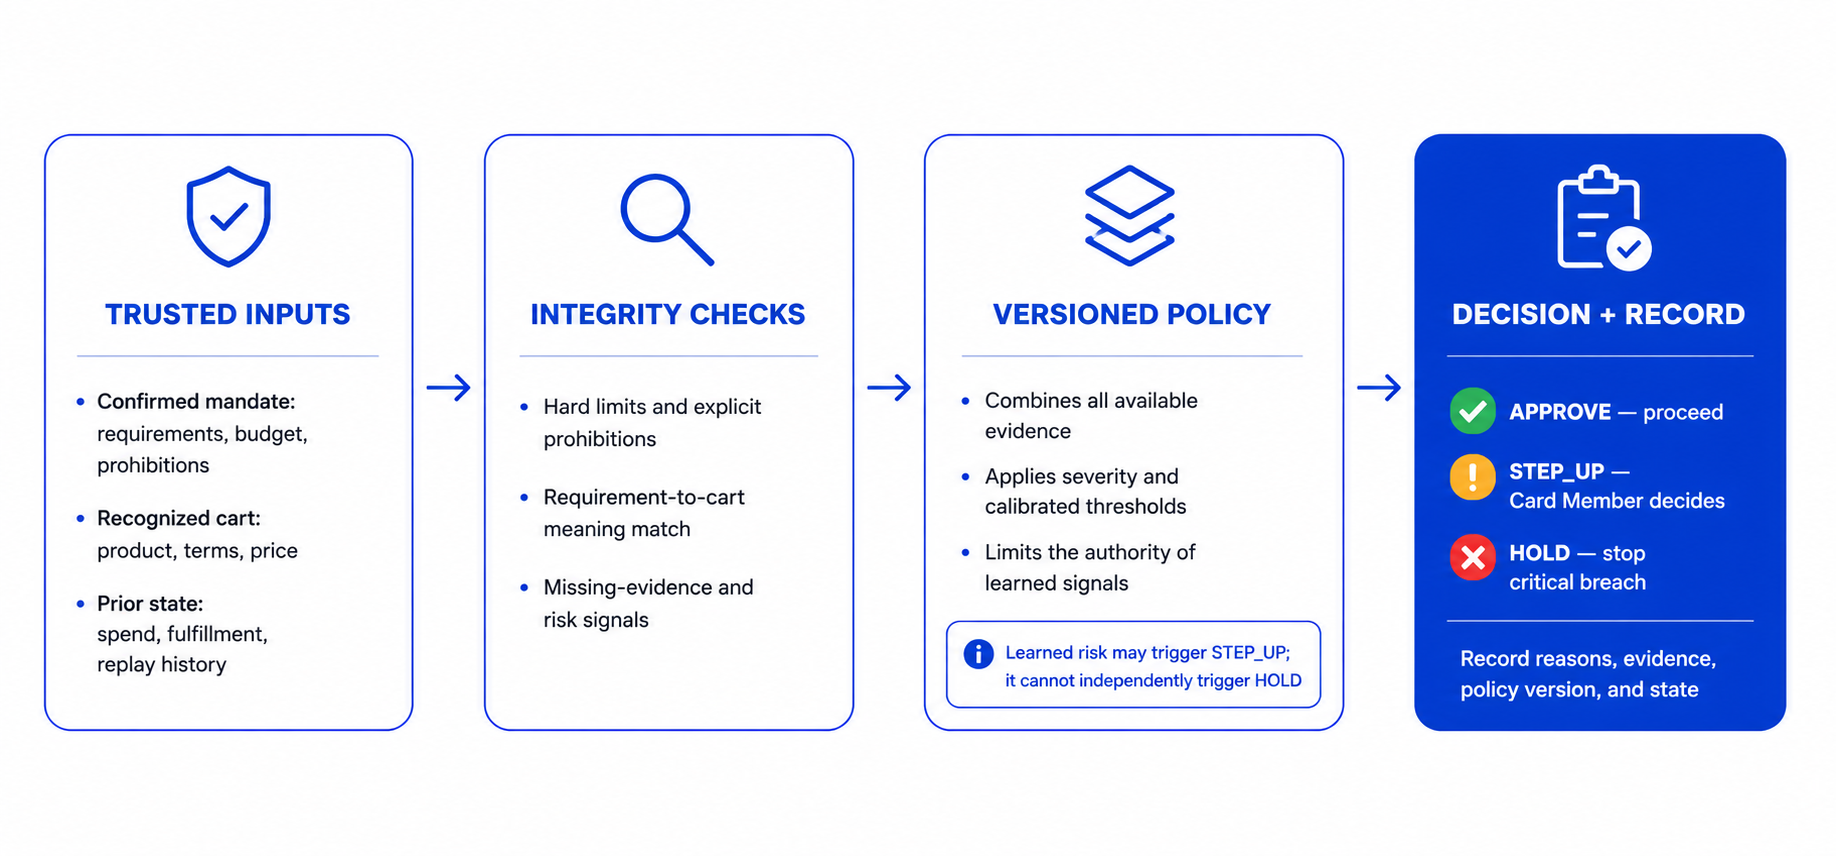 TRUSTED INPUTS
Confirmed mandate:
requirements, budget,
prohibitions
Recognized cart:
product, terms, price
Prior state:
spend, fulfillment,
replay history
INTEGRITY CHECKS
Hard limits and explicit
prohibitions
Requirement-to-cart
meaning match
Missing-evidence and
risk signals
VERSIONED POLICY
Combines all available
evidence
Applies severity and
calibrated thresholds
Limits the authority of
learned signals
Learned risk may trigger STEP_UP;
it cannot independently trigger HOLD
DECISION + RECORD
APPROVE — proceed
STEP_UP —
Card Member decides
HOLD — stop
critical breach
Record reasons, evidence,
policy version, and state